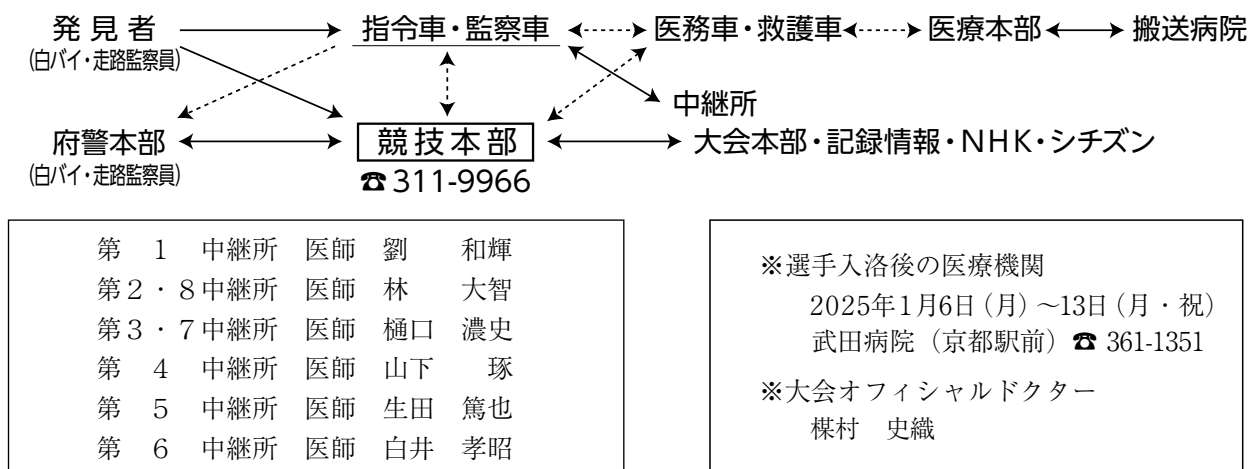 発見者 指令車・監察車 医務車・救護車 医療本部 搬送病院
(白バイ・走路監察員)
中継所
府警本部 競技本部 大会本部・記録情報・NHK・シチズン
(白バイ・走路監察員)
☎311-9966
第 1 中継所 医師 劉 和輝
第2・8中継所 医師 林 大智
第3・7中継所 医師 樋口 濃史
第 4 中継所 医師 山下 琢
第 5 中継所 医師 生田 篤也
第 6 中継所 医師 白井 孝昭
※選手入洛後の医療機関
2025年1月6日(月)~13日(月・祝)
武田病院(京都駅前)☎361-1351
※大会オフィシャルドクター
楳村 史織